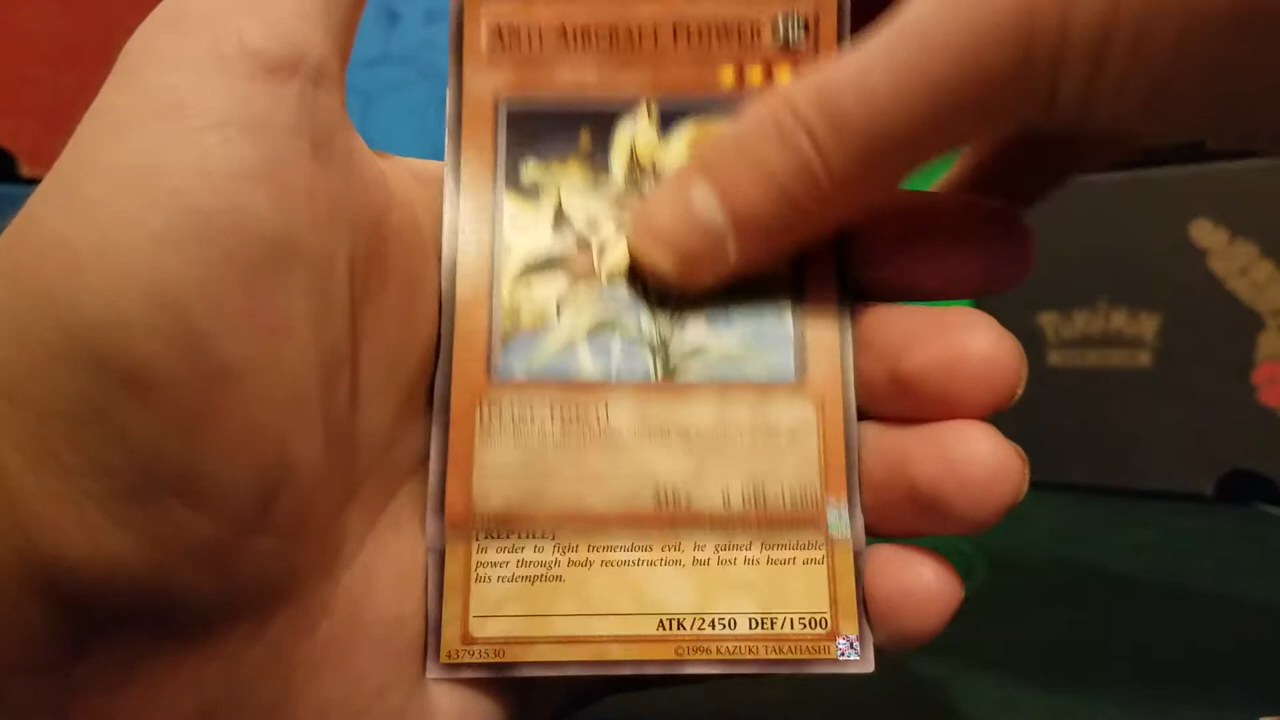 ANTI-AIRCRAFT FLOWER
[REPTILE]
In order to fight tremendous evil, he gained formidable
power through body reconstruction, but lost his heart and
his redemption.
ATK/2450 DEF/1500
43793530
©1996 KAZUKI TAKAHASHI
POKÉMON